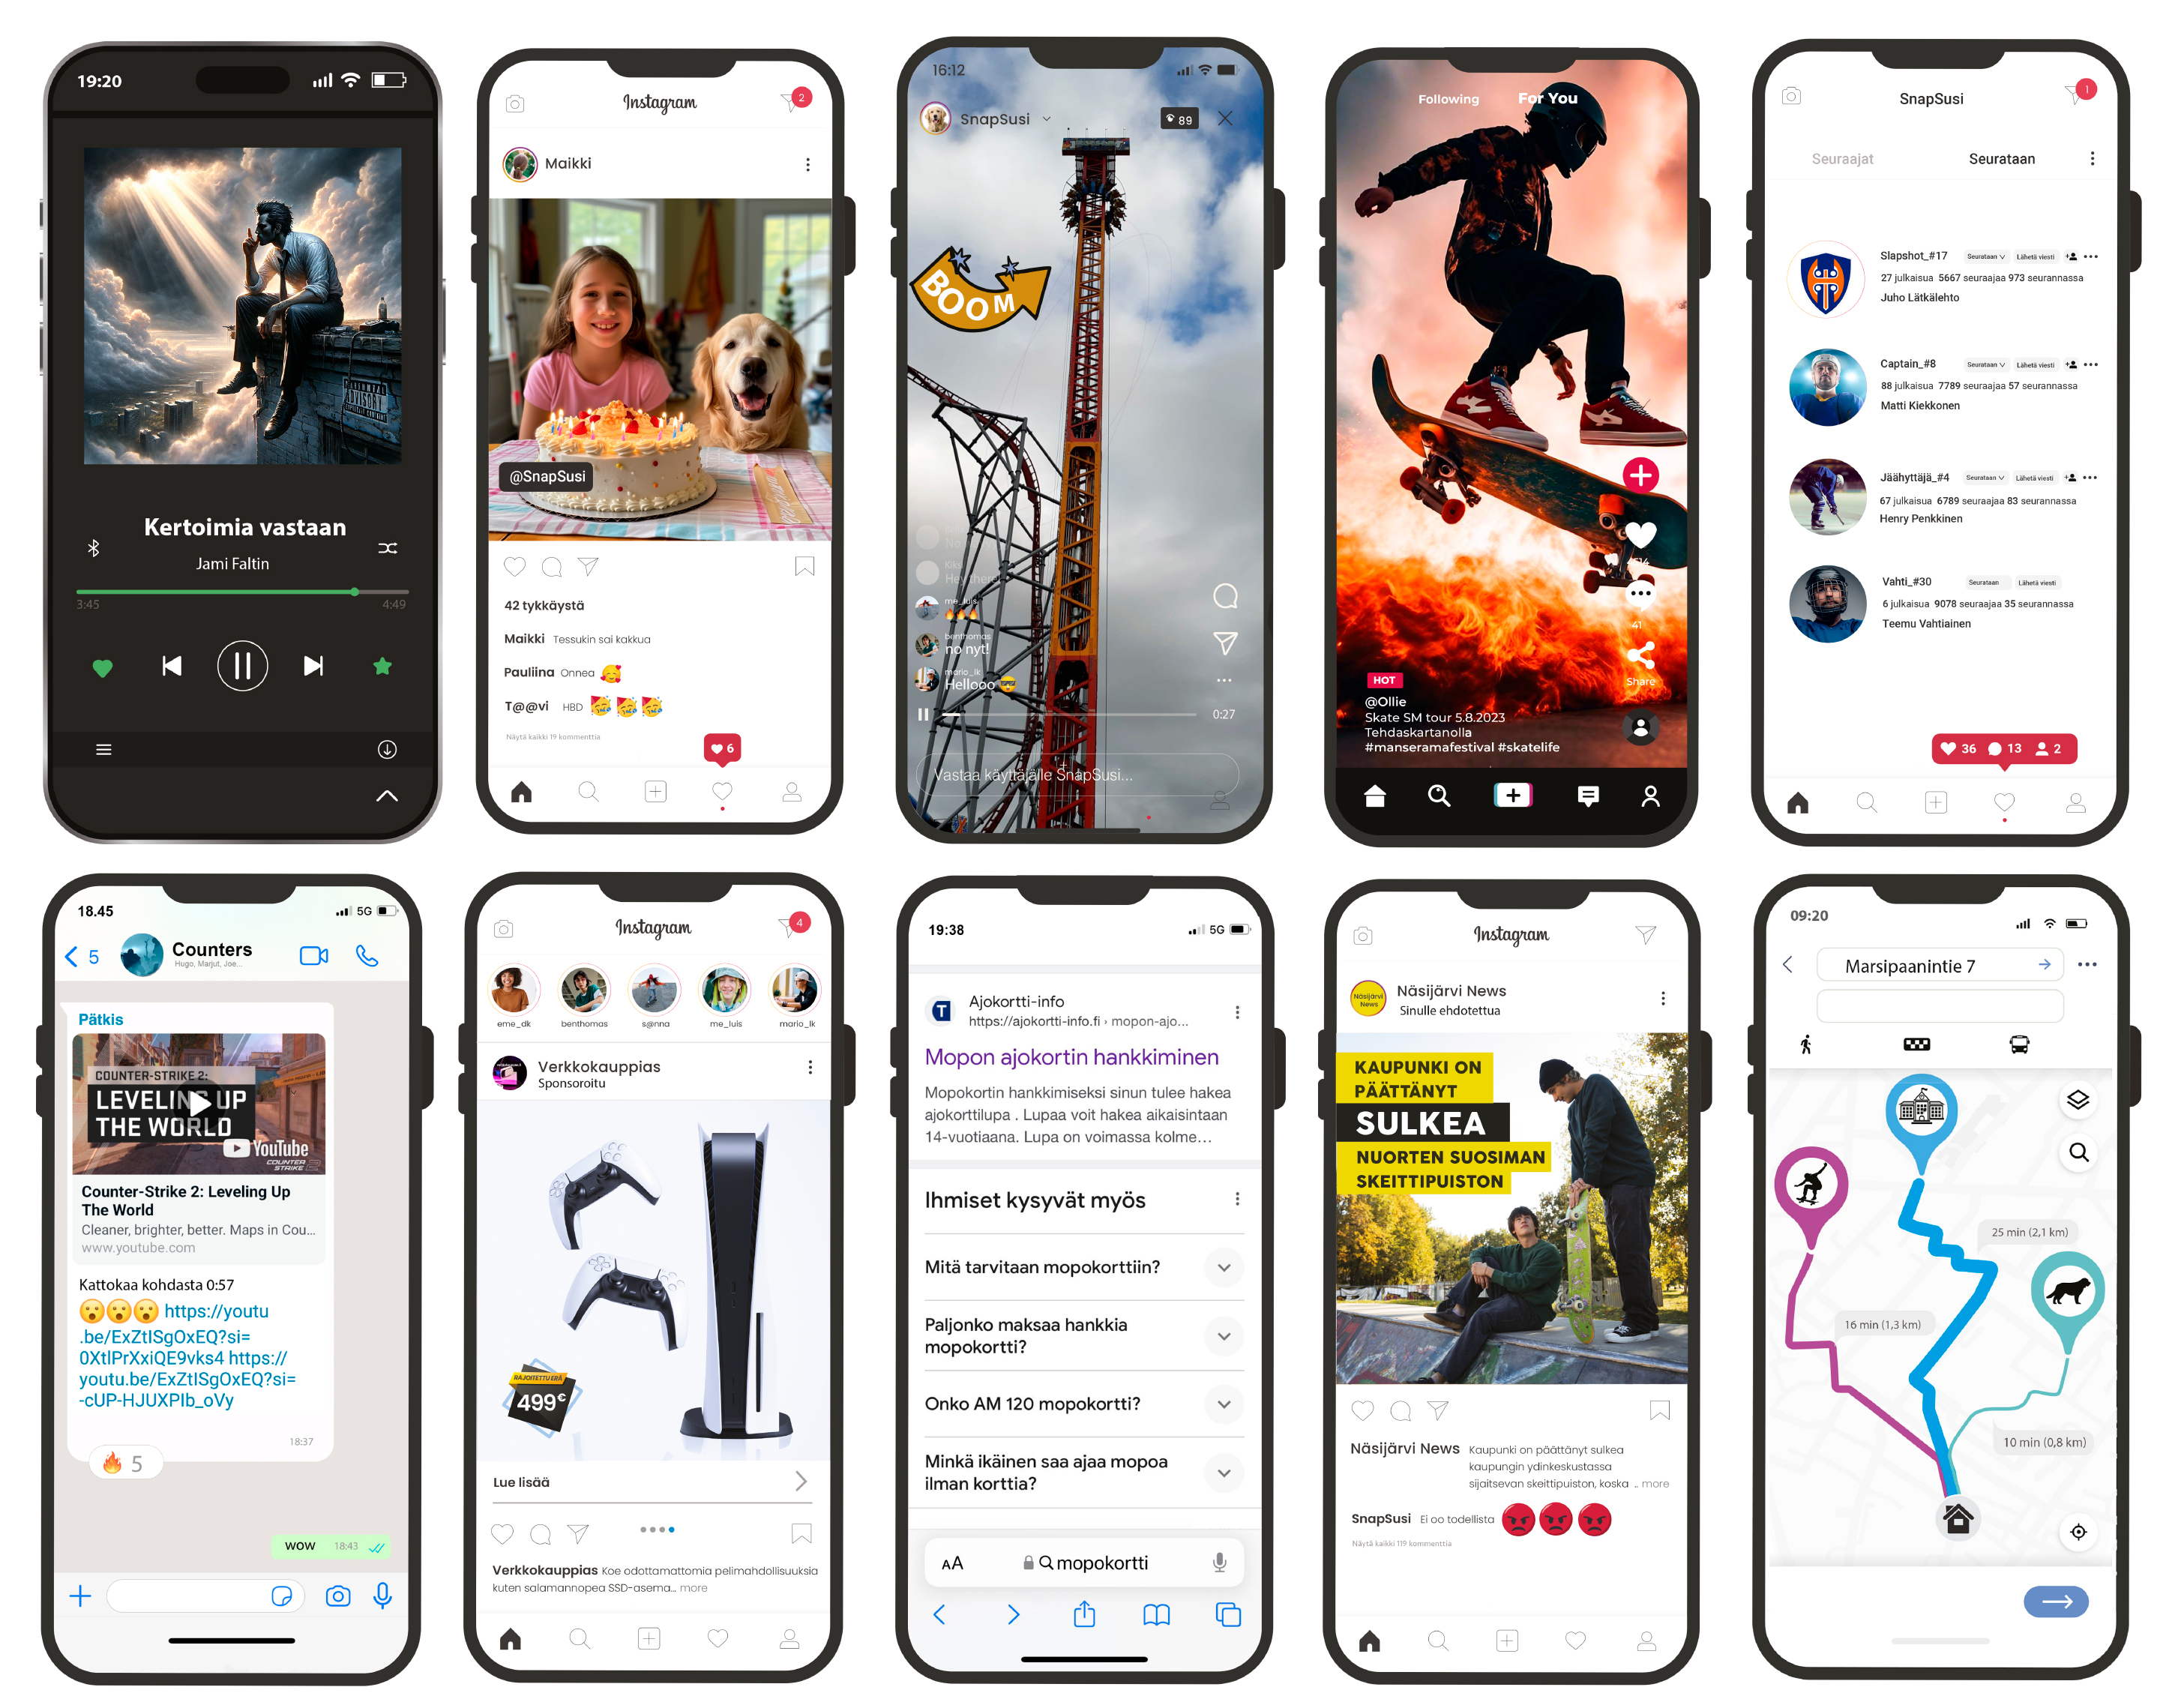 19:20
PARENTAL
ADVISORY
Kertoimia vastaan
Jami Faltin
3:45
4:49
Instagram
2
Maikki
@SnapSusi
42 tykkäystä
Maikki Tessukin sai kakkua
Pauliina Onnea
T@@vi HBD
Näytä kaikki 19 kommenttia
6
16:12
SnapSusi
89
BOOM
Kiks
Hey there!
me_luis
benthomas
no nyt!
mario_lk
Hellooo
0:27
Vastaa käyttäjälle SnapSusi...
Following
For You
41
Share
HOT
@Ollie
Skate SM tour 5.8.2023
Tehdaskartanolla
#manseramafestival #skatelife
SnapSusi
1
Seuraajat
Seurataan
Slapshot_#17 Seurataan Lähetä viesti
27 julkaisua 5667 seuraajaa 973 seurannassa
Juho Lätkälehto
Captain_#8 Seurataan Lähetä viesti
88 julkaisua 7789 seuraajaa 57 seurannassa
Matti Kiekkonen
Jäähyttäjä_#4 Seurataan Lähetä viesti
67 julkaisua 6789 seuraajaa 83 seurannassa
Henry Penkkinen
Vahti_#30 Seurataan Lähetä viesti
6 julkaisua 9078 seuraajaa 35 seurannassa
Teemu Vahtiainen
36 13 2
18.45
5G
5
Counters
Hugo, Marjut, Joe...
Pätkis
COUNTER-STRIKE 2:
LEVELING UP
THE WORLD
YouTube
COUNTER
STRIKE 2
Counter-Strike 2: Leveling Up
The World
Cleaner, brighter, better. Maps in Cou...
www.youtube.com
Kattokaa kohdasta 0:57
https://youtu
.be/ExZtISgOxEQ?si=
0XtlPrXxiQE9vks4 https://
youtu.be/ExZtISgOxEQ?si=
-cUP-HJUXPIb_oVy
18:37
5
WOW 18:43
Instagram
4
eme_dk
benthomas
s@nna
me_luis
mario_lk
Verkkokauppias
Sponsoroitu
RAJOITETTU ERÄ
499€
Lue lisää
Verkkokauppias Koe odottamattomia pelimahdollisuuksia
kuten salamannopea SSD-asema... more
19:38
5G
T
Ajokortti-info
https://ajokortti-info.fi › mopon-ajo...
Mopon ajokortin hankkiminen
Mopokortin hankkimiseksi sinun tulee hakea
ajokorttilupa . Lupaa voit hakea aikaisintaan
14-vuotiaana. Lupa on voimassa kolme...
Ihmiset kysyvät myös
Mitä tarvitaan mopokorttiin?
Paljonko maksaa hankkia
mopokortti?
Onko AM 120 mopokortti?
Minkä ikäinen saa ajaa mopoa
ilman korttia?
AA
mopokortti
Instagram
Näsijärvi
News
Näsijärvi News
Sinulle ehdotettua
KAUPUNKI ON
PÄÄTTÄNYT
SULKEA
NUORTEN SUOSIMAN
SKEITTIPUISTON
Näsijärvi News Kaupunki on päättänyt sulkea
kaupungin ydinkeskustassa
sijaitsevan skeittipuiston, koska .. more
SnapSusi Ei oo todellista
Näytä kaikki 119 kommenttia
09:20
Marsipaanintie 7
25 min (2,1 km)
16 min (1,3 km)
10 min (0,8 km)